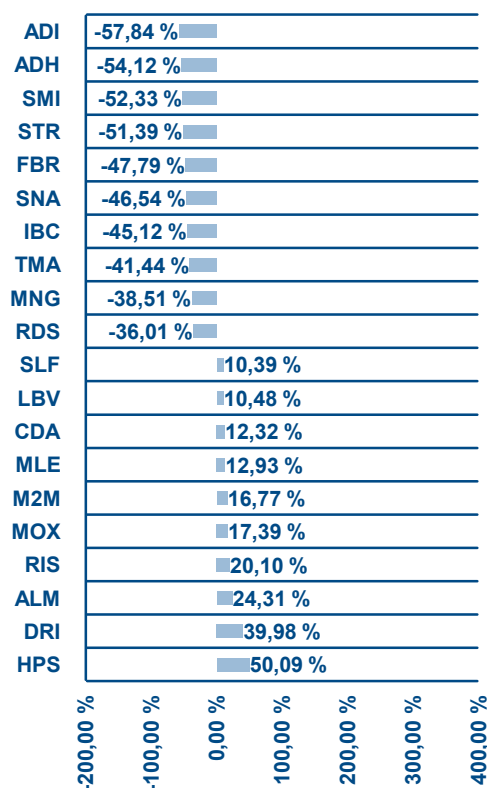 ADI -57,84 %
ADH -54,12 %
SMI -52,33 %
STR -51,39 %
FBR -47,79 %
SNA -46,54 %
IBC -45,12 %
TMA -41,44 %
MNG -38,51 %
RDS -36,01 %
SLF 10,39 %
LBV 10,48 %
CDA 12,32 %
MLE 12,93 %
M2M 16,77 %
MOX 17,39 %
RIS 20,10 %
ALM 24,31 %
DRI 39,98 %
HPS 50,09 %
-200,00 %
-100,00 %
0,00 %
100,00 %
200,00 %
300,00 %
400,00 %